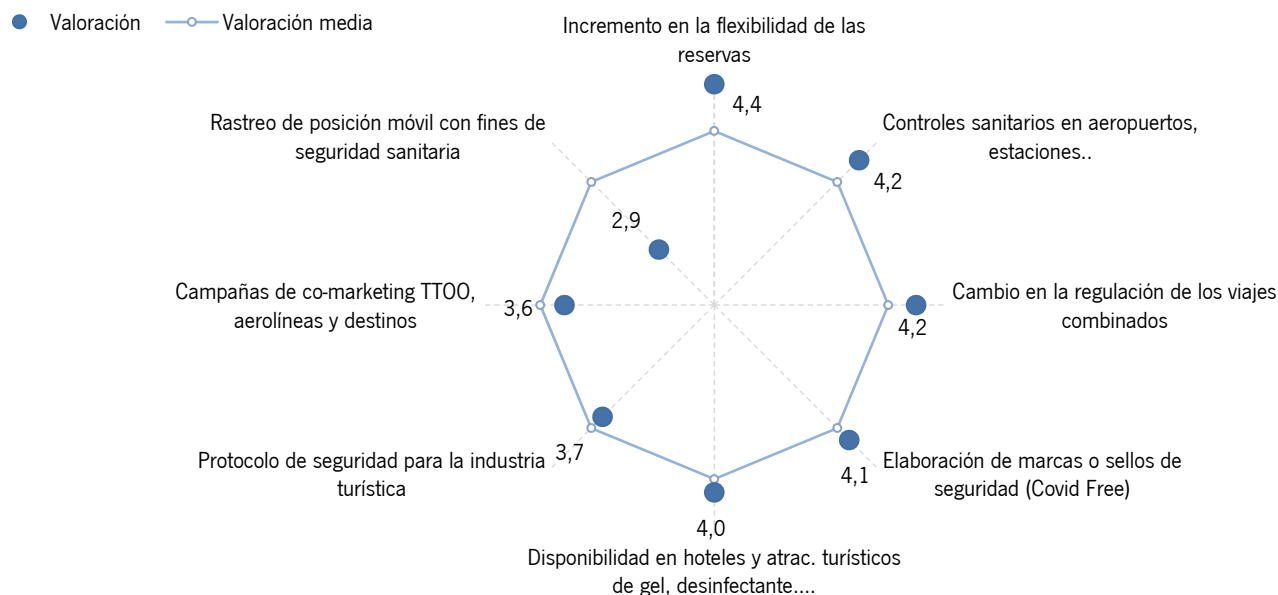 Valoración
Valoración media
Incremento en la flexibilidad de las
reservas
4,4
Controles sanitarios en aeropuertos,
estaciones..
4,2
Cambio en la regulación de los viajes
combinados
4,2
Elaboración de marcas o sellos de
seguridad (Covid Free)
4,1
4,0
Disponibilidad en hoteles y atrac. turísticos
de gel, desinfectante....
Protocolo de seguridad para la industria
turística
3,7
Campañas de co-marketing TTOO,
aerolíneas y destinos
3,6
Rastreo de posición móvil con fines de
seguridad sanitaria
2,9